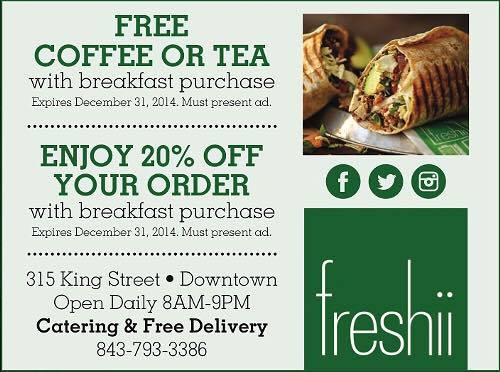 FREE
COFFEE OR TEA
with breakfast purchase
Expires December 31, 2014. Must present ad.
ENJOY 20% OFF
YOUR ORDER
with breakfast purchase
Expires December 31, 2014. Must present ad.
315 King Street • Downtown
Open Daily 8AM-9PM
Catering & Free Delivery
843-793-3386
freshii
freshii